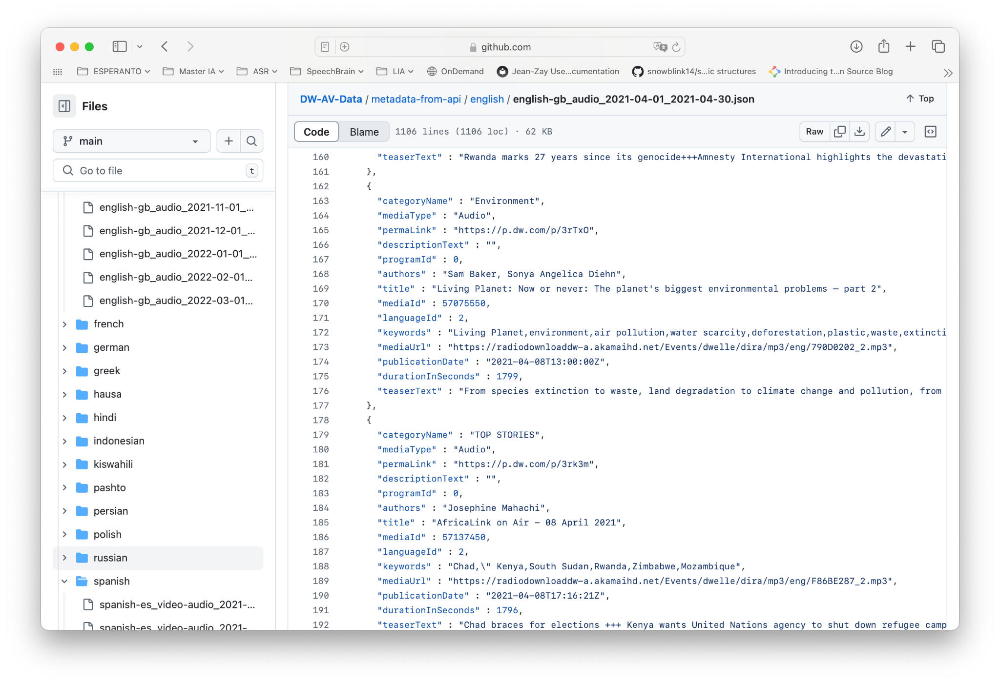 github.com
ESPERANTO
Master IA
ASR
SpeechBrain
LIA
OnDemand
Jean-Zay Use...cumentation
snowblink14/s...ic structures
Introducing t...n Source Blog
Files
main
Go to file
t
english-gb_audio_2021-11-01_...
english-gb_audio_2021-12-01_...
english-gb_audio_2022-01-01_...
english-gb_audio_2022-02-01...
english-gb_audio_2022-03-01...
french
german
greek
hausa
hindi
indonesian
kiswahili
pashto
persian
polish
russian
spanish
spanish-es_video-audio_2021-...
spanish-es_video-audio_2021-
DW-AV-Data / metadata-from-api / english / english-gb_audio_2021-04-01_2021-04-30.json
Top
Code Blame 1106 lines (1106 loc) · 62 KB
Raw
160 "teaserText" : "Rwanda marks 27 years since its genocide+++Amnesty International highlights the devastati
161 },
162 {
163 "categoryName" : "Environment",
164 "mediaType" : "Audio",
165 "permaLink" : "https://p.dw.com/p/3rTxO",
166 "descriptionText" : "",
167 "programId" : 0,
168 "authors" : "Sam Baker, Sonya Angelica Diehn",
169 "title" : "Living Planet: Now or never: The planet's biggest environmental problems – part 2",
170 "mediaId" : 57075550,
171 "languageId" : 2,
172 "keywords" : "Living Planet,environment,air pollution,water scarcity,deforestation,plastic,waste,extincti
173 "mediaUrl" : "https://radiodownloaddw-a.akamaihd.net/Events/dwelle/dira/mp3/eng/790D0202_2.mp3",
174 "publicationDate" : "2021-04-08T13:00:00Z",
175 "durationInSeconds" : 1799,
176 "teaserText" : "From species extinction to waste, land degradation to climate change and pollution, from
177 },
178 {
179 "categoryName" : "TOP STORIES",
180 "mediaType" : "Audio",
181 "permaLink" : "https://p.dw.com/p/3rk3m",
182 "descriptionText" : "",
183 "programId" : 0,
184 "authors" : "Josephine Mahachi",
185 "title" : "AfricaLink on Air – 08 April 2021",
186 "mediaId" : 57137450,
187 "languageId" : 2,
188 "keywords" : "Chad,\" Kenya,South Sudan,Rwanda,Zimbabwe,Mozambique",
189 "mediaUrl" : "https://radiodownloaddw-a.akamaihd.net/Events/dwelle/dira/mp3/eng/F86BE287_2.mp3",
190 "publicationDate" : "2021-04-08T17:16:21Z",
191 "durationInSeconds" : 1796,
192 "teaserText" : "Chad braces for elections +++ Kenya wants United Nations agency to shut down refugee camp